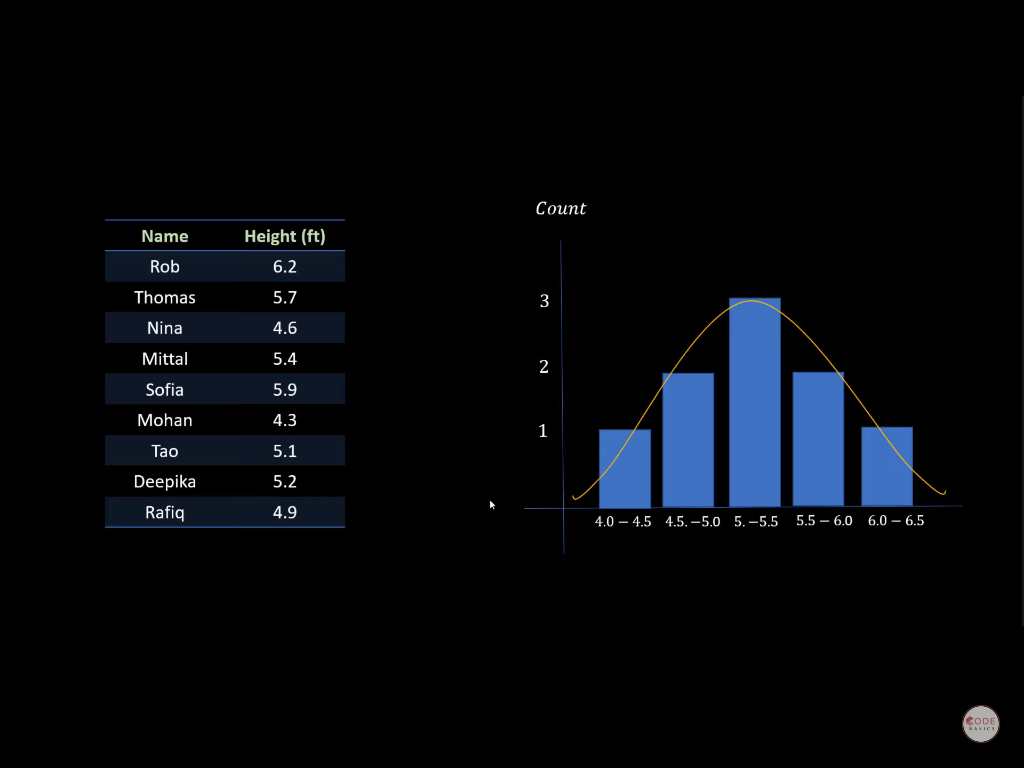 Count
Name Height (ft)
Rob 6.2
Thomas 5.7
Nina 4.6
Mittal 5.4
Sofia 5.9
Mohan 4.3
Tao 5.1
Deepika 5.2
Rafiq 4.9
3
2
1
4.0 − 4.5 4.5. −5.0 5. −5.5 5.5 − 6.0 6.0 − 6.5
CODE
BASICS